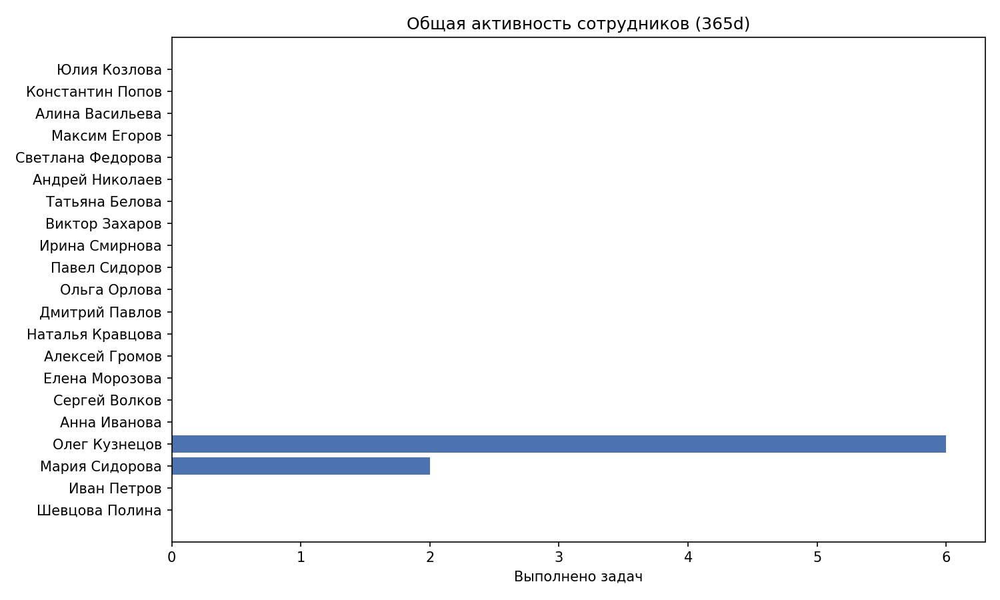 Общая активность сотрудников (365d)
Юлия Козлова
Константин Попов
Алина Васильева
Максим Егоров
Светлана Федорова
Андрей Николаев
Татьяна Белова
Виктор Захаров
Ирина Смирнова
Павел Сидоров
Ольга Орлова
Дмитрий Павлов
Наталья Кравцова
Алексей Громов
Елена Морозова
Сергей Волков
Анна Иванова
Олег Кузнецов
Мария Сидорова
Иван Петров
Шевцова Полина
0 1 2 3 4 5 6
Выполнено задач